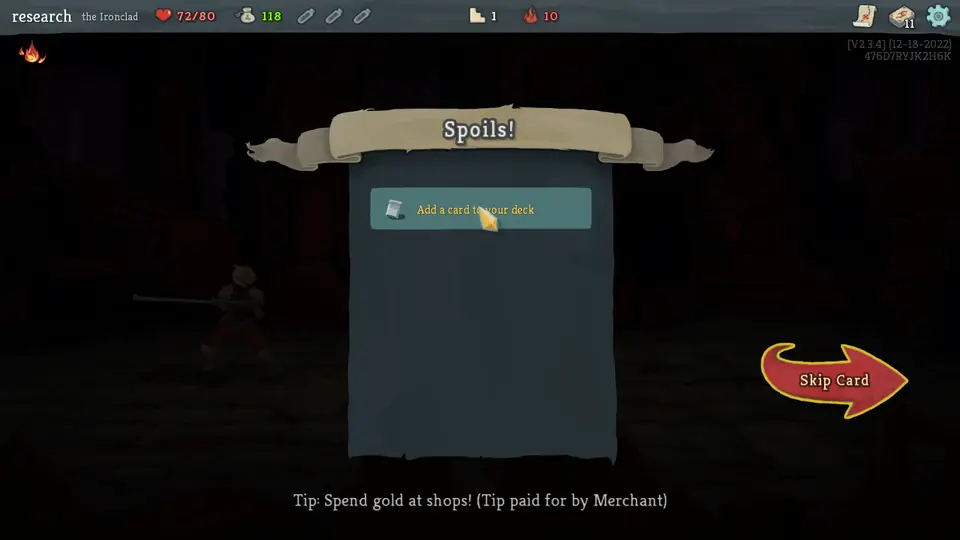 research the Ironclad 72/80 118 1 10 11
[V2.3.4] (12-18-2022)
476D7RYJK2H6K
Spoils!
Add a card to your deck
Skip Card
Tip: Spend gold at shops! (Tip paid for by Merchant)